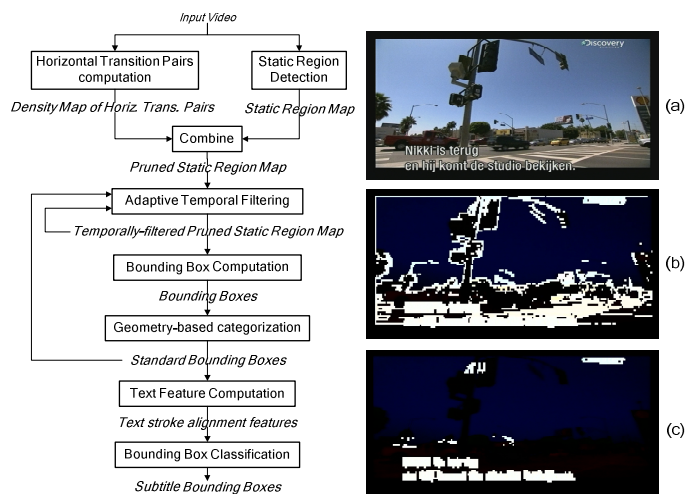 Input Video
Horizontal Transition Pairs
computation
Static Region
Detection
Density Map of Horiz. Trans. Pairs
Static Region Map
Combine
Pruned Static Region Map
Adaptive Temporal Filtering
Temporally-filtered Pruned Static Region Map
Bounding Box Computation
Bounding Boxes
Geometry-based categorization
Standard Bounding Boxes
Text Feature Computation
Text stroke alignment features
Bounding Box Classification
Subtitle Bounding Boxes
Discovery
Nikki is terug
en hij komt de studio bekijken.
(a)
(b)
(c)